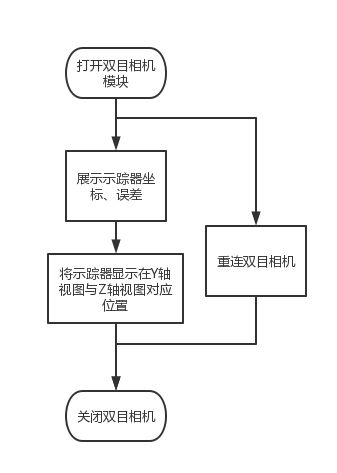 打开双目相机
模块
展示示踪器坐
标、误差
将示踪器显示在Y轴
视图与Z轴视图对应
位置
重连双目相机
关闭双目相机